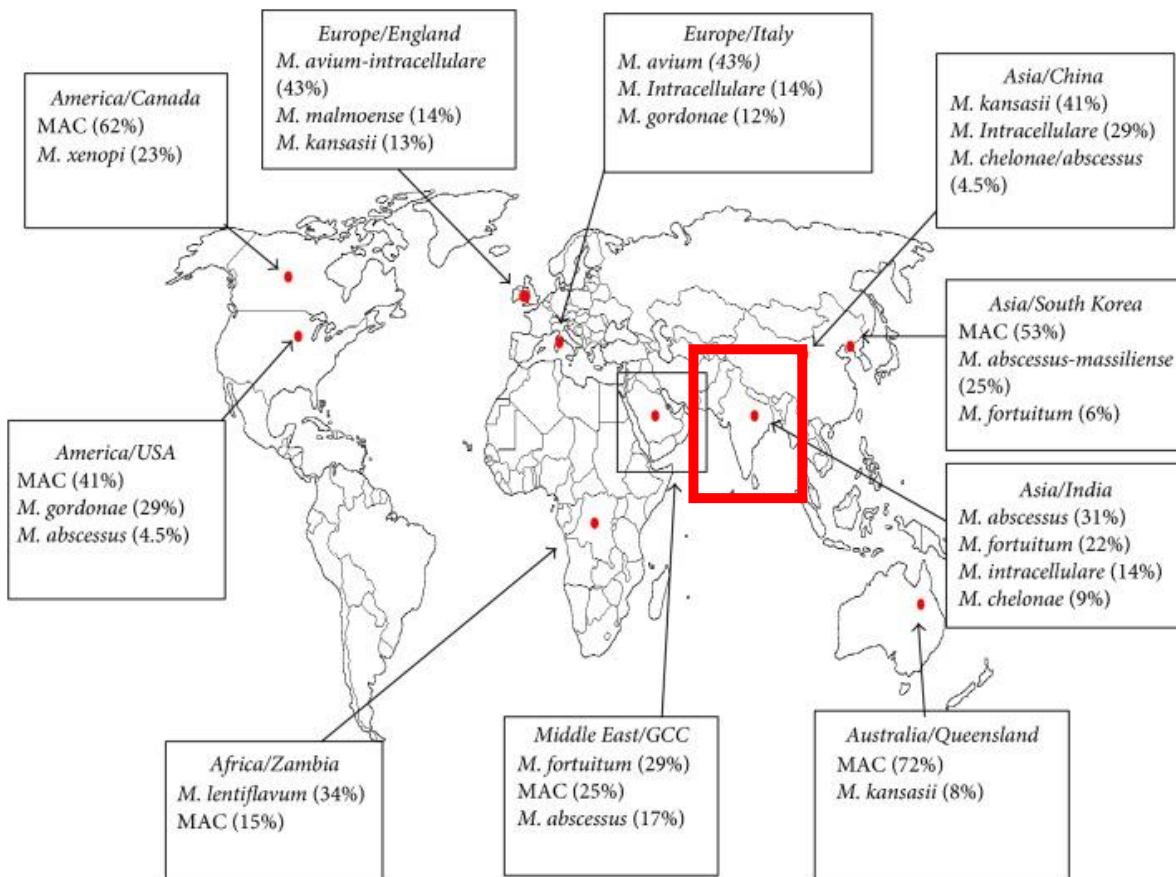 Europe/England
M. avium-intracellulare
(43%)
M. malmoense (14%)
M. kansasii (13%)
Europe/Italy
M. avium (43%)
M. Intracellulare (14%)
M. gordonae (12%)
Asia/China
M. kansasii (41%)
M. Intracellulare (29%)
M. chelonae/abscessus
(4.5%)
America/Canada
MAC (62%)
M. xenopi (23%)
Asia/South Korea
MAC (53%)
M. abscessus-massiliense
(25%)
M. fortuitum (6%)
America/USA
MAC (41%)
M. gordonae (29%)
M. abscessus (4.5%)
Asia/India
M. abscessus (31%)
M. fortuitum (22%)
M. intracellulare (14%)
M. chelonae (9%)
Africa/Zambia
M. lentiflavum (34%)
MAC (15%)
Middle East/GCC
M. fortuitum (29%)
MAC (25%)
M. abscessus (17%)
Australia/Queensland
MAC (72%)
M. kansasii (8%)